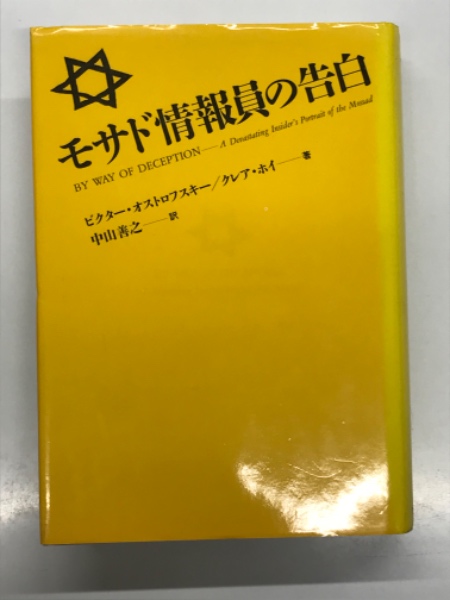 モサド情報員の告白
BY WAY OF DECEPTION—A Devastating Insider's Portrait of the Mossad
ビクター・オストロフスキー/クレア・ホイ——著
中山善之——訳